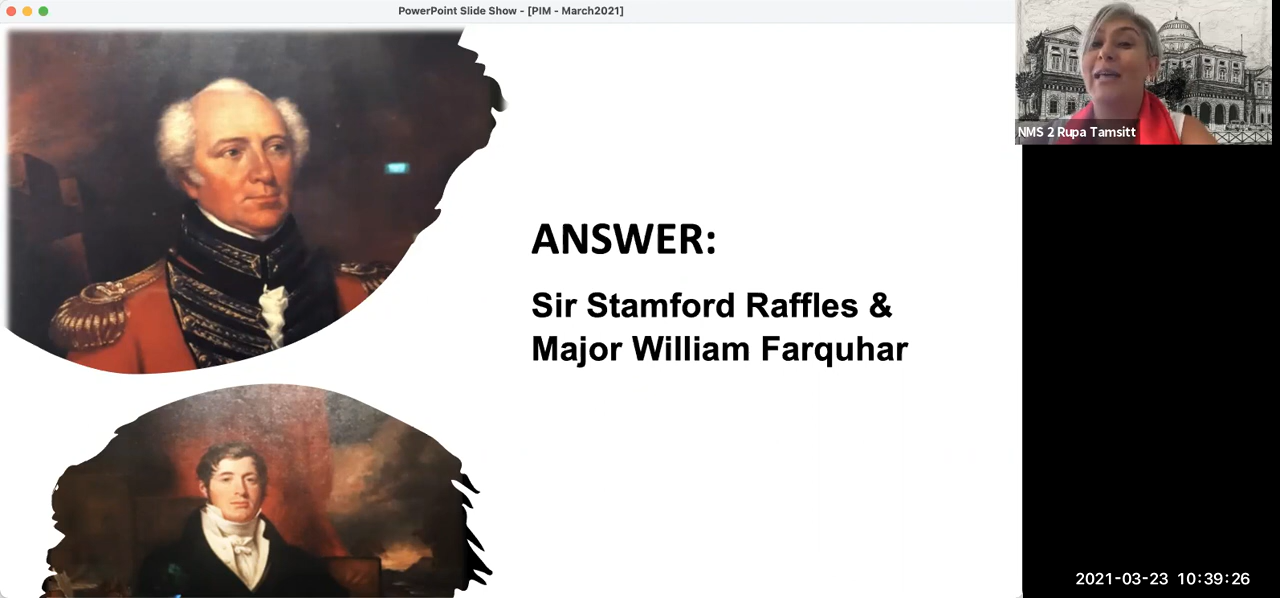 PowerPoint Slide Show - [PIM - March2021]
NMS 2 Rupa Tamsitt
ANSWER:
Sir Stamford Raffles &
Major William Farquhar
2021-03-23 10:39:26